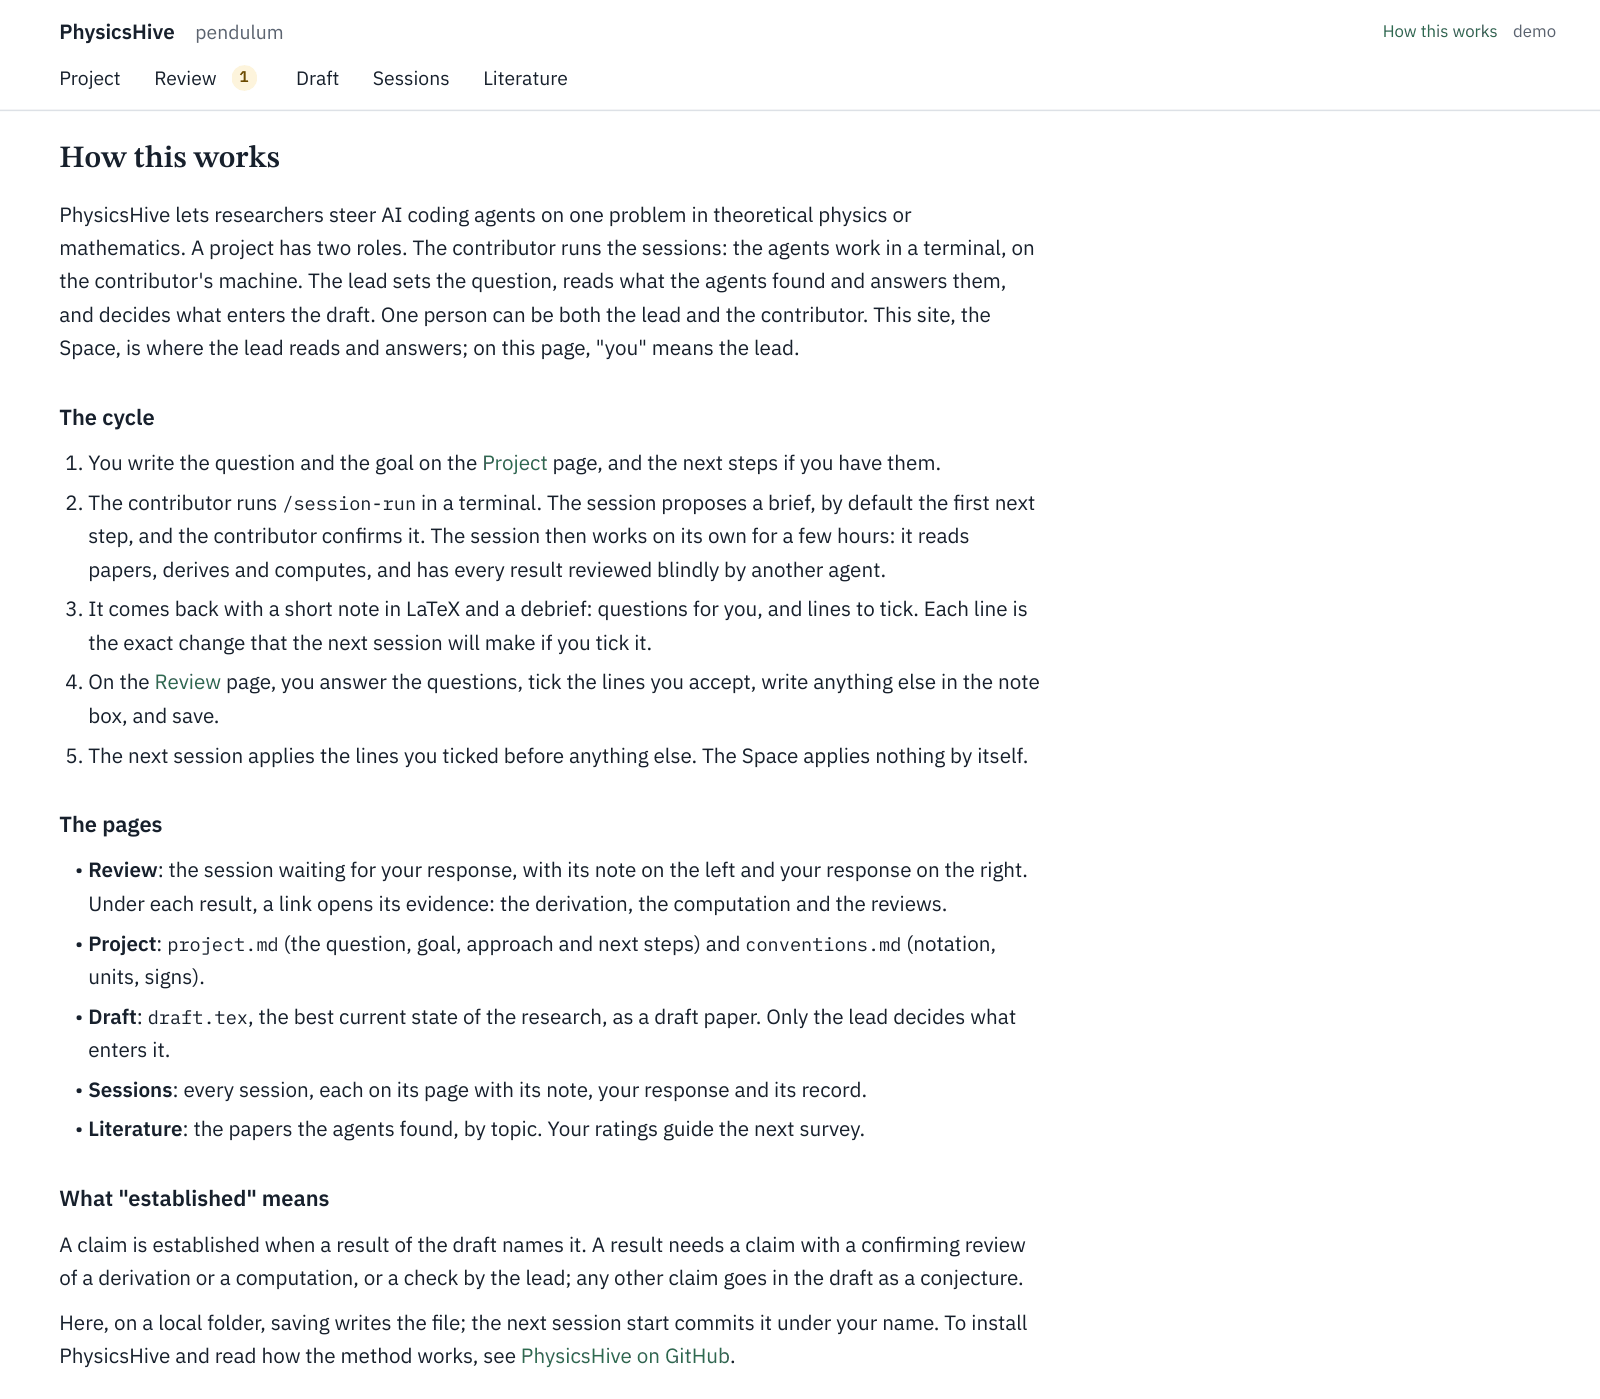 PhysicsHive pendulum
How this works demo
Project Review 1 Draft Sessions Literature
How this works
PhysicsHive lets researchers steer AI coding agents on one problem in theoretical physics or
mathematics. A project has two roles. The contributor runs the sessions: the agents work in a terminal, on
the contributor's machine. The lead sets the question, reads what the agents found and answers them,
and decides what enters the draft. One person can be both the lead and the contributor. This site, the
Space, is where the lead reads and answers; on this page, "you" means the lead.
The cycle
1. You write the question and the goal on the Project page, and the next steps if you have them.
2. The contributor runs /session-run in a terminal. The session proposes a brief, by default the first next
step, and the contributor confirms it. The session then works on its own for a few hours: it reads
papers, derives and computes, and has every result reviewed blindly by another agent.
3. It comes back with a short note in LaTeX and a debrief: questions for you, and lines to tick. Each line is
the exact change that the next session will make if you tick it.
4. On the Review page, you answer the questions, tick the lines you accept, write anything else in the note
box, and save.
5. The next session applies the lines you ticked before anything else. The Space applies nothing by itself.
The pages
• Review: the session waiting for your response, with its note on the left and your response on the right.
Under each result, a link opens its evidence: the derivation, the computation and the reviews.
• Project: project.md (the question, goal, approach and next steps) and conventions.md (notation,
units, signs).
• Draft: draft.tex, the best current state of the research, as a draft paper. Only the lead decides what
enters it.
• Sessions: every session, each on its page with its note, your response and its record.
• Literature: the papers the agents found, by topic. Your ratings guide the next survey.
What "established" means
A claim is established when a result of the draft names it. A result needs a claim with a confirming review
of a derivation or a computation, or a check by the lead; any other claim goes in the draft as a conjecture.
Here, on a local folder, saving writes the file; the next session start commits it under your name. To install
PhysicsHive and read how the method works, see PhysicsHive on GitHub.